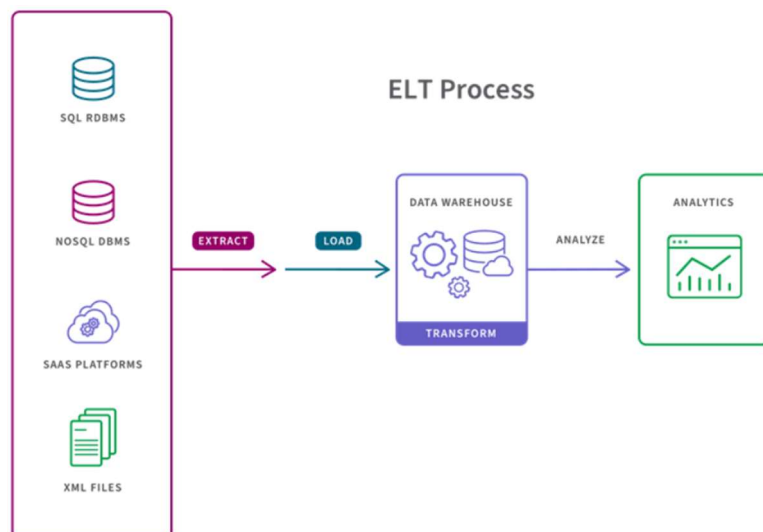 ELT Process
SQL RDBMS
NOSQL DBMS
SAAS PLATFORMS
XML FILES
EXTRACT
LOAD
DATA WAREHOUSE
TRANSFORM
ANALYZE
ANALYTICS